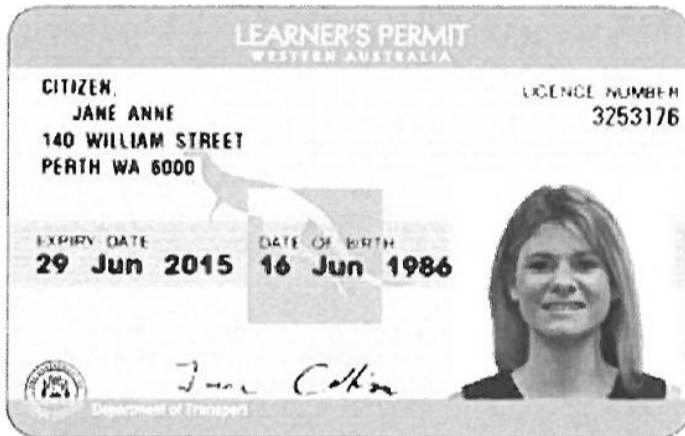 LEARNER'S PERMIT
WESTERN AUSTRALIA
CITIZEN,
JANE ANNE
140 WILLIAM STREET
PERTH WA 6000
LICENCE NUMBER
3253176
EXPIRY DATE DATE OF BIRTH
29 Jun 2015 16 Jun 1986
Department of Transport